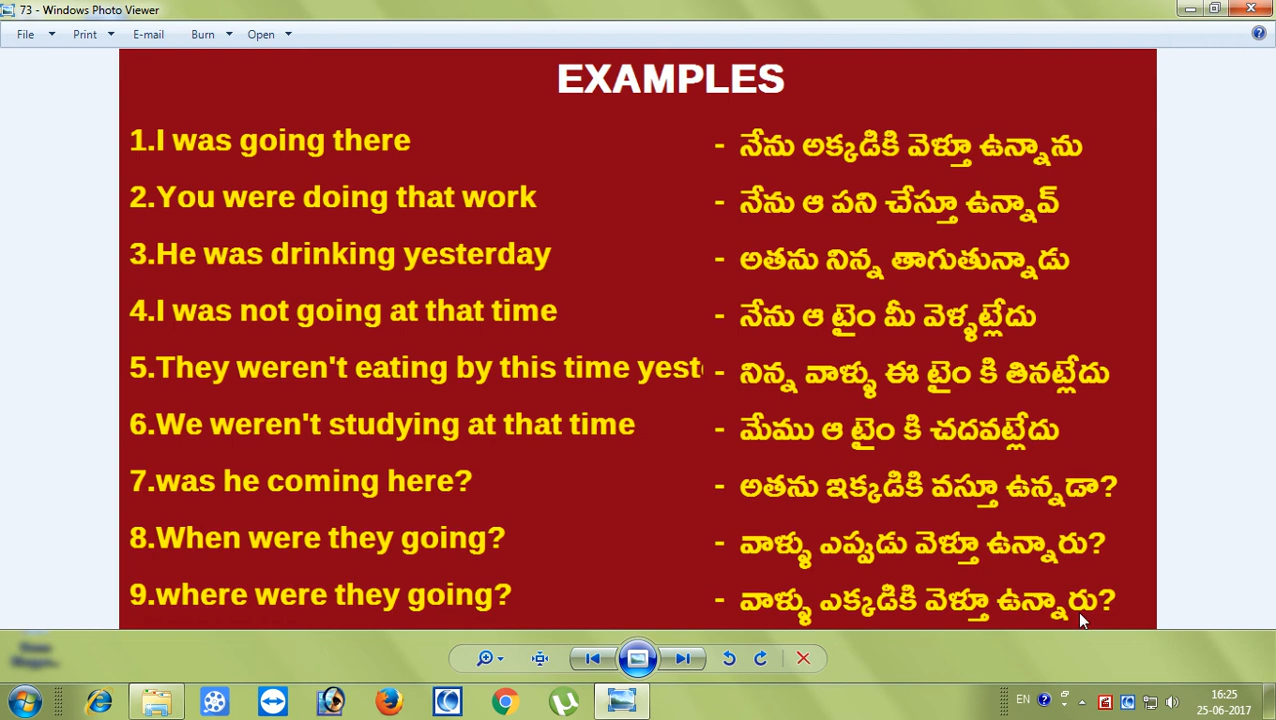 73 - Windows Photo Viewer
File Print E-mail Burn Open
EXAMPLES
1.I was going there - నేను అక్కడికి వెళ్తూ ఉన్నాను
2.You were doing that work - నేను ఆ పని చేస్తూ ఉన్నావ్
3.He was drinking yesterday - అతను నిన్న తాగుతున్నాడు
4.I was not going at that time - నేను ఆ టైం మీ వెళ్ళట్లేదు
5.They weren't eating by this time - నిన్న వాళ్ళు ఈ టైం కి తినట్లేదు
6.We weren't studying at that time - మేము ఆ టైం కి చదవట్లేదు
7.was he coming here? - అతను ఇక్కడికి వస్తూ ఉన్నడా?
8.When were they going? - వాళ్ళు ఎప్పుడు వెళ్తూ ఉన్నారు?
9.where were they going? - వాళ్ళు ఎక్కడికి వెళ్తూ ఉన్నారు?
EN 16:25
25-06-2017